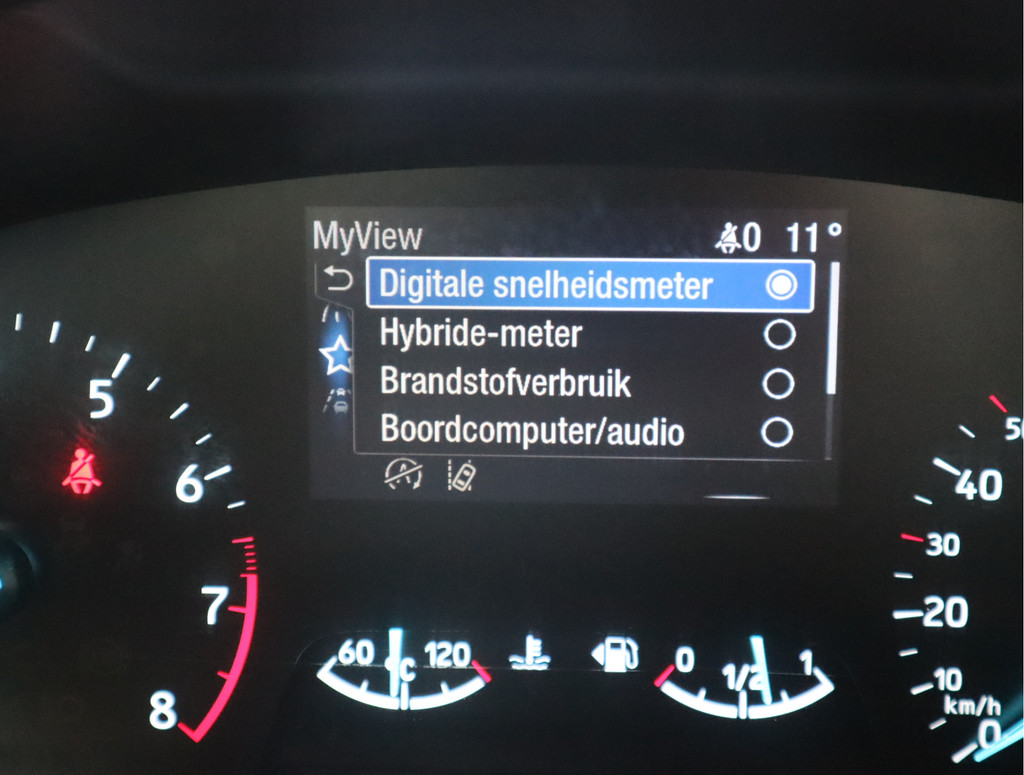 MyView 0 11°
Digitale snelheidsmeter
Hybride-meter
Brandstofverbruik
Boordcomputer/audio
5
6
7
8
60 °C 120
0 1/2 1
50
40
30
20
10
km/h
0